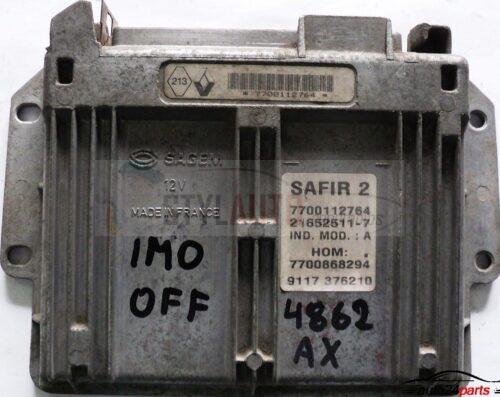 213
* 7700112764 *
SAGEM
12V
MADE IN FRANCE
SAFIR 2
7700112764
21652511-7
IND. MOD. : A
HOM: .
7700868294
9117 376210
IMO
OFF
4862
AX
auto24parts